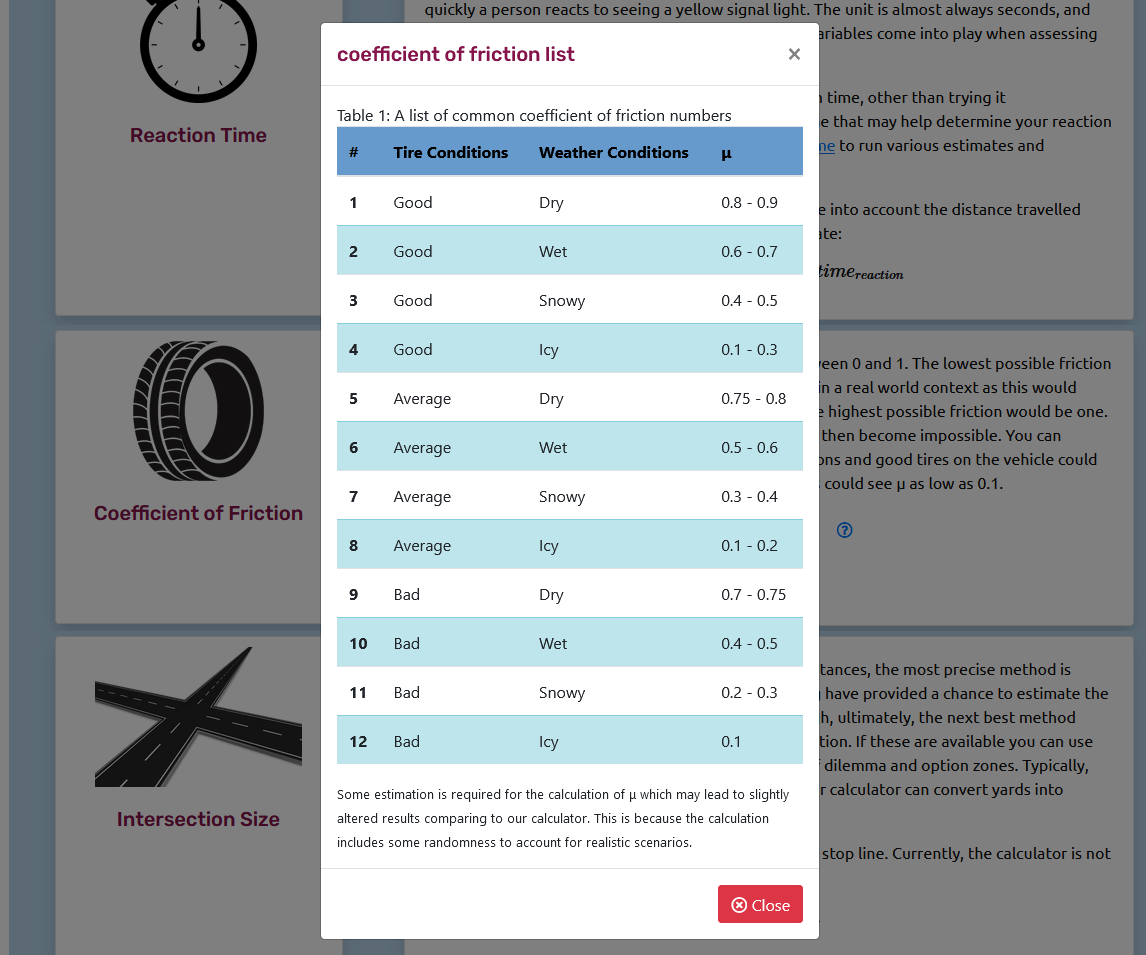 quickly a person reacts to seeing a yellow signal light. The unit is almost always seconds, and
coefficient of friction list
×
ariables come into play when assessing
Table 1: A list of common coefficient of friction numbers
# Tire Conditions Weather Conditions μ
1 Good Dry 0.8 - 0.9
2 Good Wet 0.6 - 0.7
3 Good Snowy 0.4 - 0.5
4 Good Icy 0.1 - 0.3
5 Average Dry 0.75 - 0.8
6 Average Wet 0.5 - 0.6
7 Average Snowy 0.3 - 0.4
8 Average Icy 0.1 - 0.2
9 Bad Dry 0.7 - 0.75
10 Bad Wet 0.4 - 0.5
11 Bad Snowy 0.2 - 0.3
12 Bad Icy 0.1
Some estimation is required for the calculation of μ which may lead to slightly
altered results comparing to our calculator. This is because the calculation
includes some randomness to account for realistic scenarios.
Close
Reaction Time
time, other than trying it
e that may help determine your reaction
me to run various estimates and
e into account the distance travelled
ate:
time reaction
Coefficient of Friction
een 0 and 1. The lowest possible friction
in a real world context as this would
e highest possible friction would be one.
then become impossible. You can
ons and good tires on the vehicle could
could see μ as low as 0.1.
?
Intersection Size
tances, the most precise method is
have provided a chance to estimate the
h, ultimately, the next best method
tion. If these are available you can use
dilemma and option zones. Typically,
r calculator can convert yards into
stop line. Currently, the calculator is not